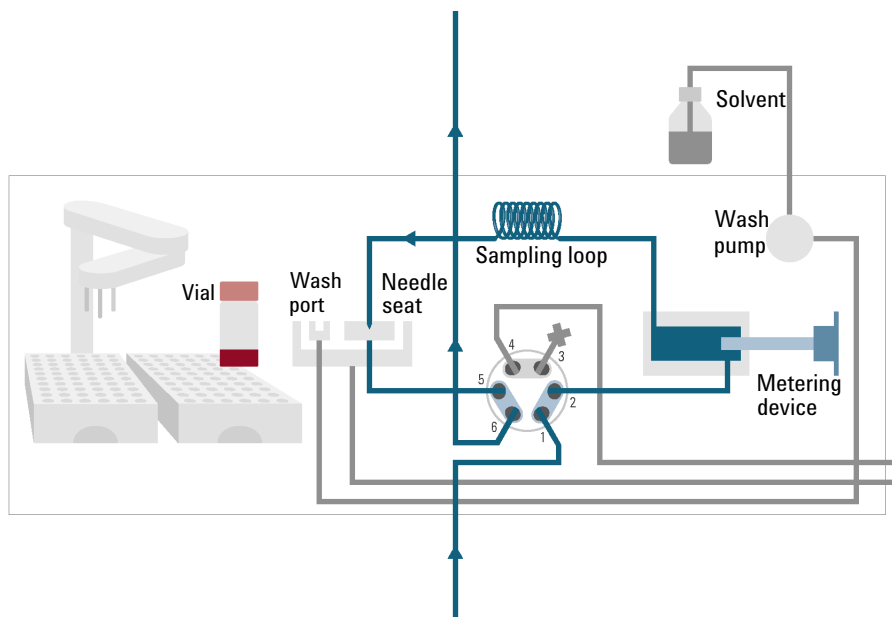 Solvent
Wash
pump
Sampling loop
Vial
Wash
port
Needle
seat
4
3
5
2
6
1
Metering
device